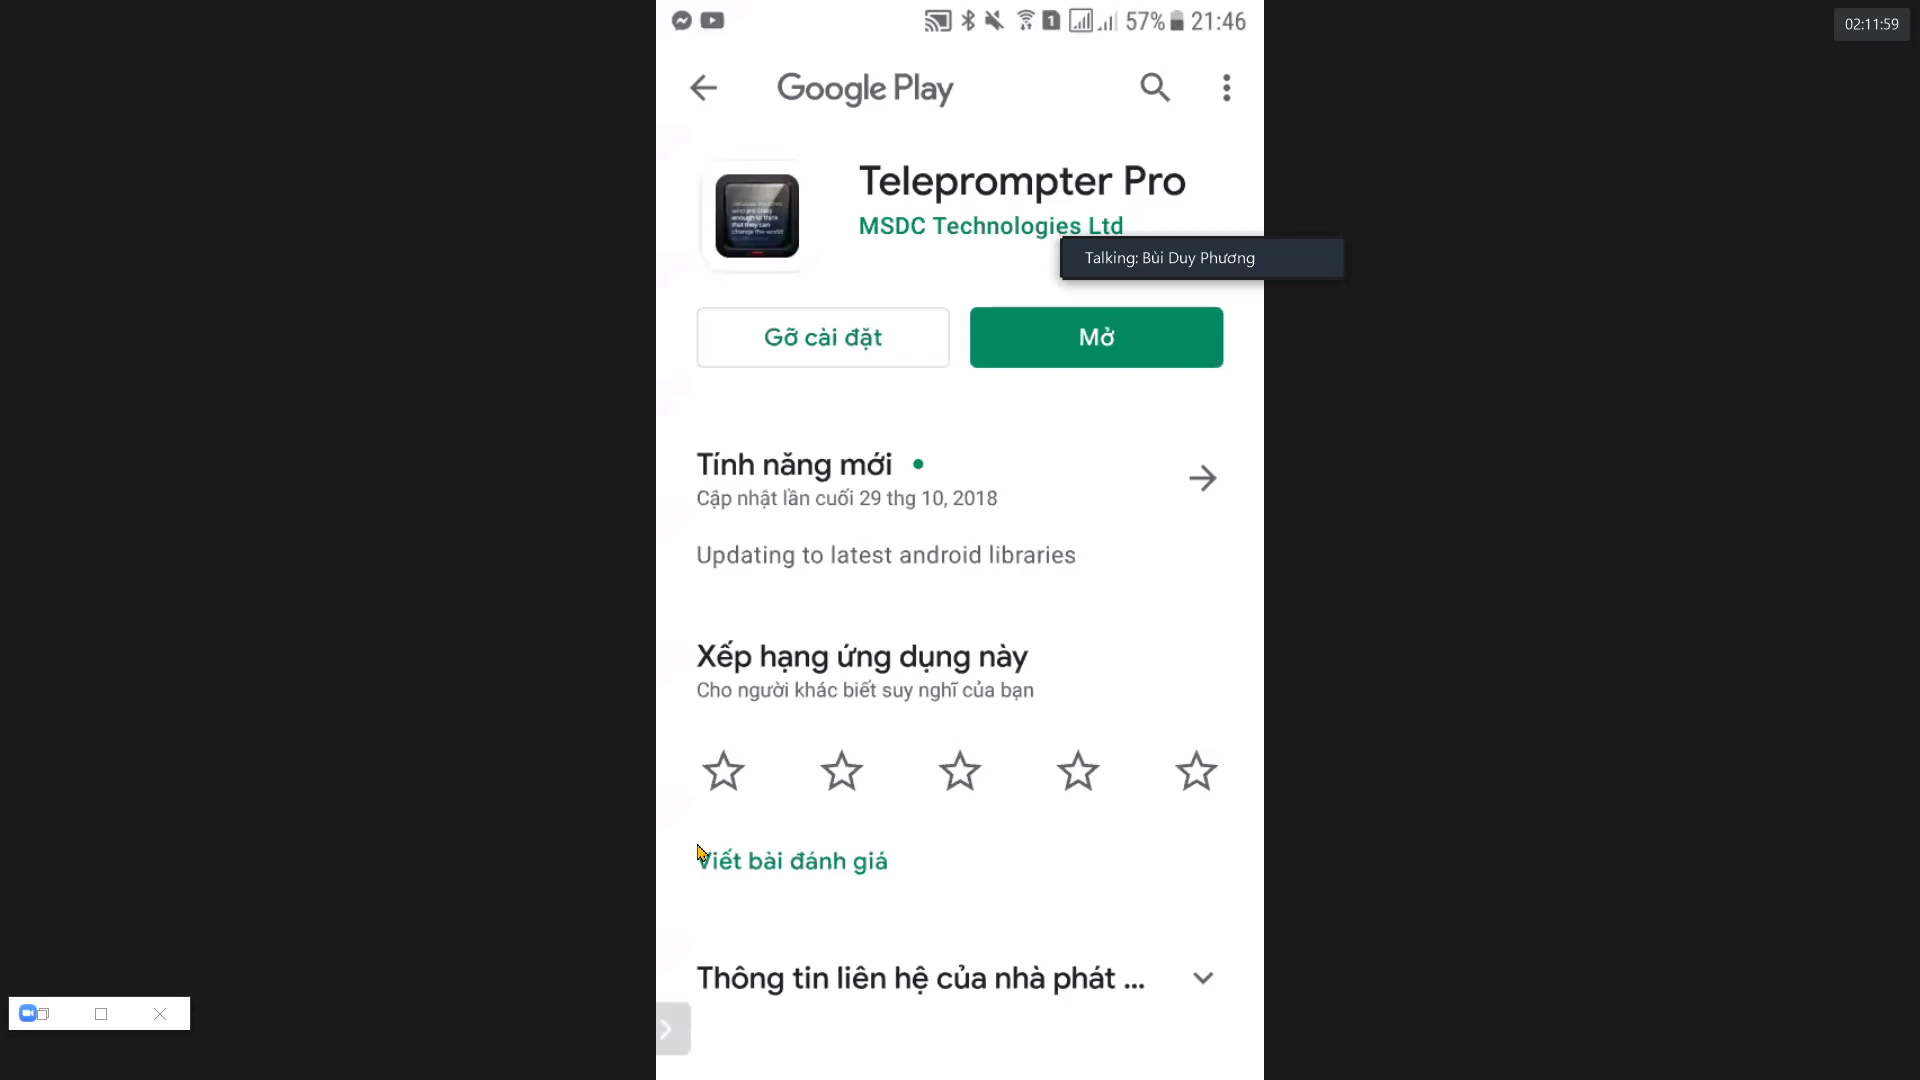 57% 21:46
02:11:59
Google Play
Teleprompter Pro
MSDC Technologies Ltd
Talking: Bùi Duy Phương
Gỡ cài đặt
Mở
Tính năng mới
Cập nhật lần cuối 29 thg 10, 2018
Updating to latest android libraries
Xếp hạng ứng dụng này
Cho người khác biết suy nghĩ của bạn
Viết bài đánh giá
Thông tin liên hệ của nhà phát ...